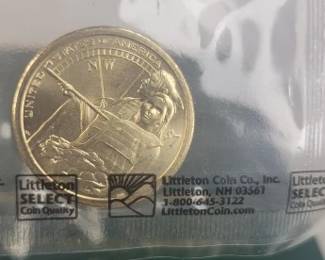 UNITED STATES OF AMERICA
NW
Littleton
SELECT
Coin Quality
Littleton Coin Co., Inc.
Littleton, NH 03561
1-800-645-3122
LittletonCoin.com
Littleton
SELECT
Coin Quality